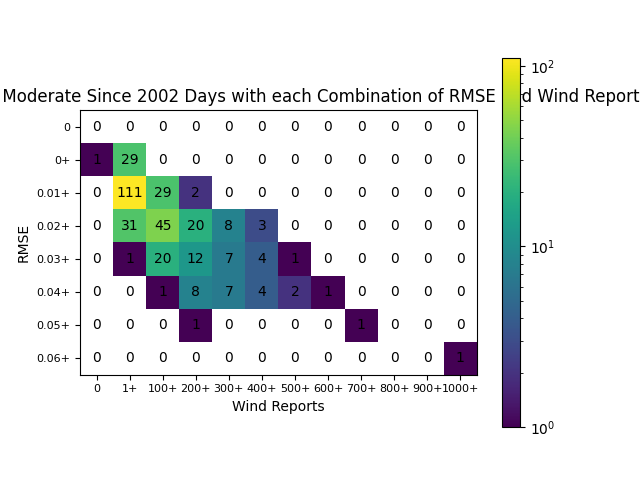 Moderate Since 2002 Days with each Combination of RMSE nd Wind Report
RMSE
0 0 0 0 0 0 0 0 0 0 0 0 0
0+ 1 29 0 0 0 0 0 0 0 0 0 0
0.01+ 0 111 29 2 0 0 0 0 0 0 0 0
0.02+ 0 31 45 20 8 3 0 0 0 0 0 0
0.03+ 0 1 20 12 7 4 1 0 0 0 0 0
0.04+ 0 0 1 8 7 4 2 1 0 0 0 0
0.05+ 0 0 0 1 0 0 0 0 1 0 0 0
0.06+ 0 0 0 0 0 0 0 0 0 0 0 1
0 1+ 100+ 200+ 300+ 400+ 500+ 600+ 700+ 800+ 900+ 1000+
Wind Reports
10²
10¹
10⁰